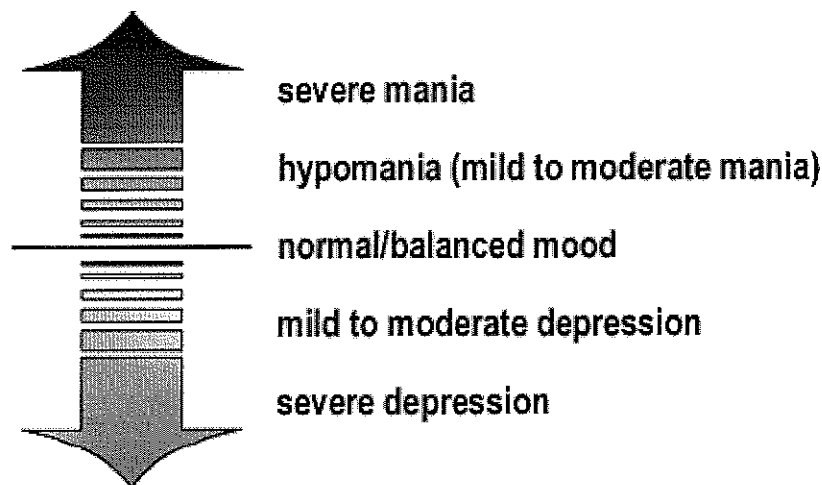 severe mania
hypomania (mild to moderate mania)
normal/balanced mood
mild to moderate depression
severe depression